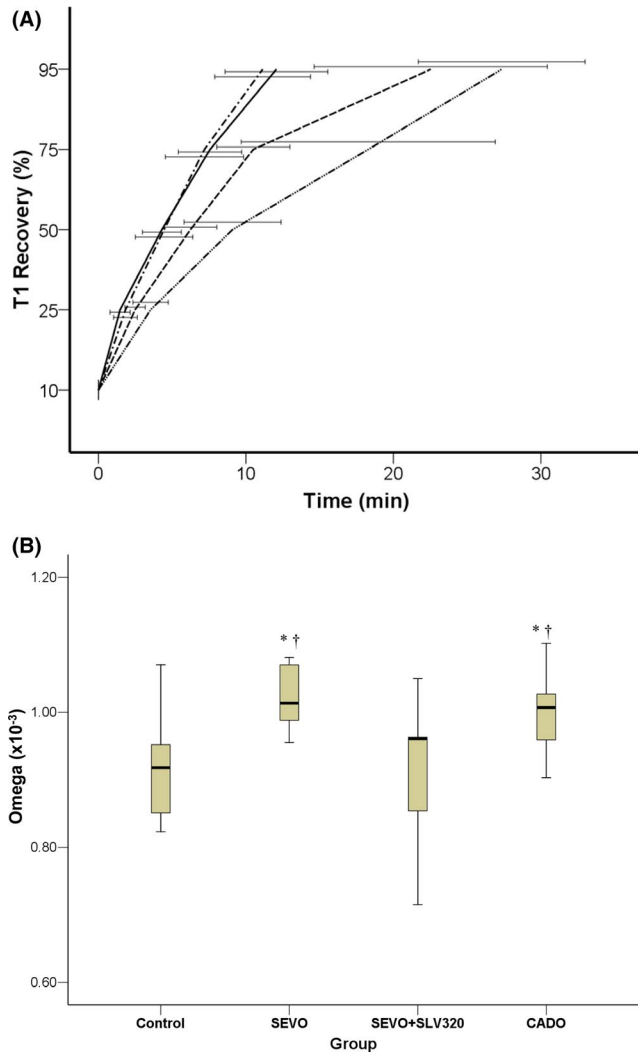 (A)
T1 Recovery (%)
95
75
50
25
10
0
10
20
30
Time (min)
(B)
Omega (x10⁻³)
1.20
1.00
0.80
0.60
* †
* †
Control
SEVO
SEVO+SLV320
CADO
Group